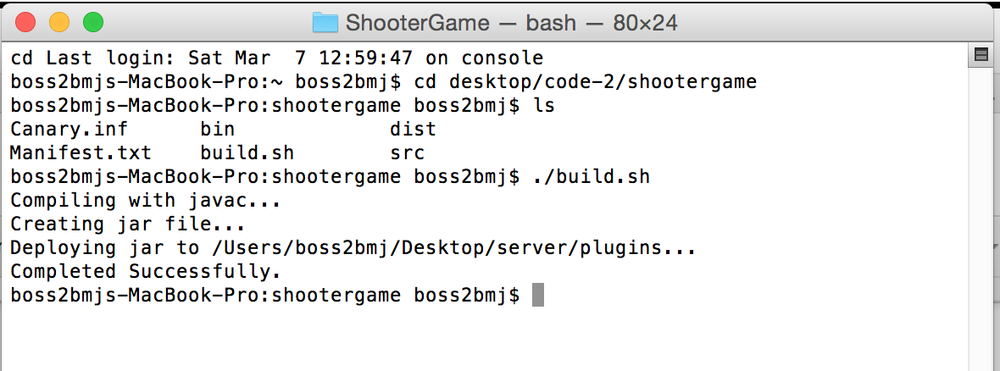 ShooterGame — bash — 80×24
cd Last login: Sat Mar  7 12:59:47 on console
boss2bmjs-MacBook-Pro:~ boss2bmj$ cd desktop/code-2/shootergame
boss2bmjs-MacBook-Pro:shootergame boss2bmj$ ls
Canary.inf      bin             dist
Manifest.txt    build.sh        src
boss2bmjs-MacBook-Pro:shootergame boss2bmj$ ./build.sh
Compiling with javac...
Creating jar file...
Deploying jar to /Users/boss2bmj/Desktop/server/plugins...
Completed Successfully.
boss2bmjs-MacBook-Pro:shootergame boss2bmj$